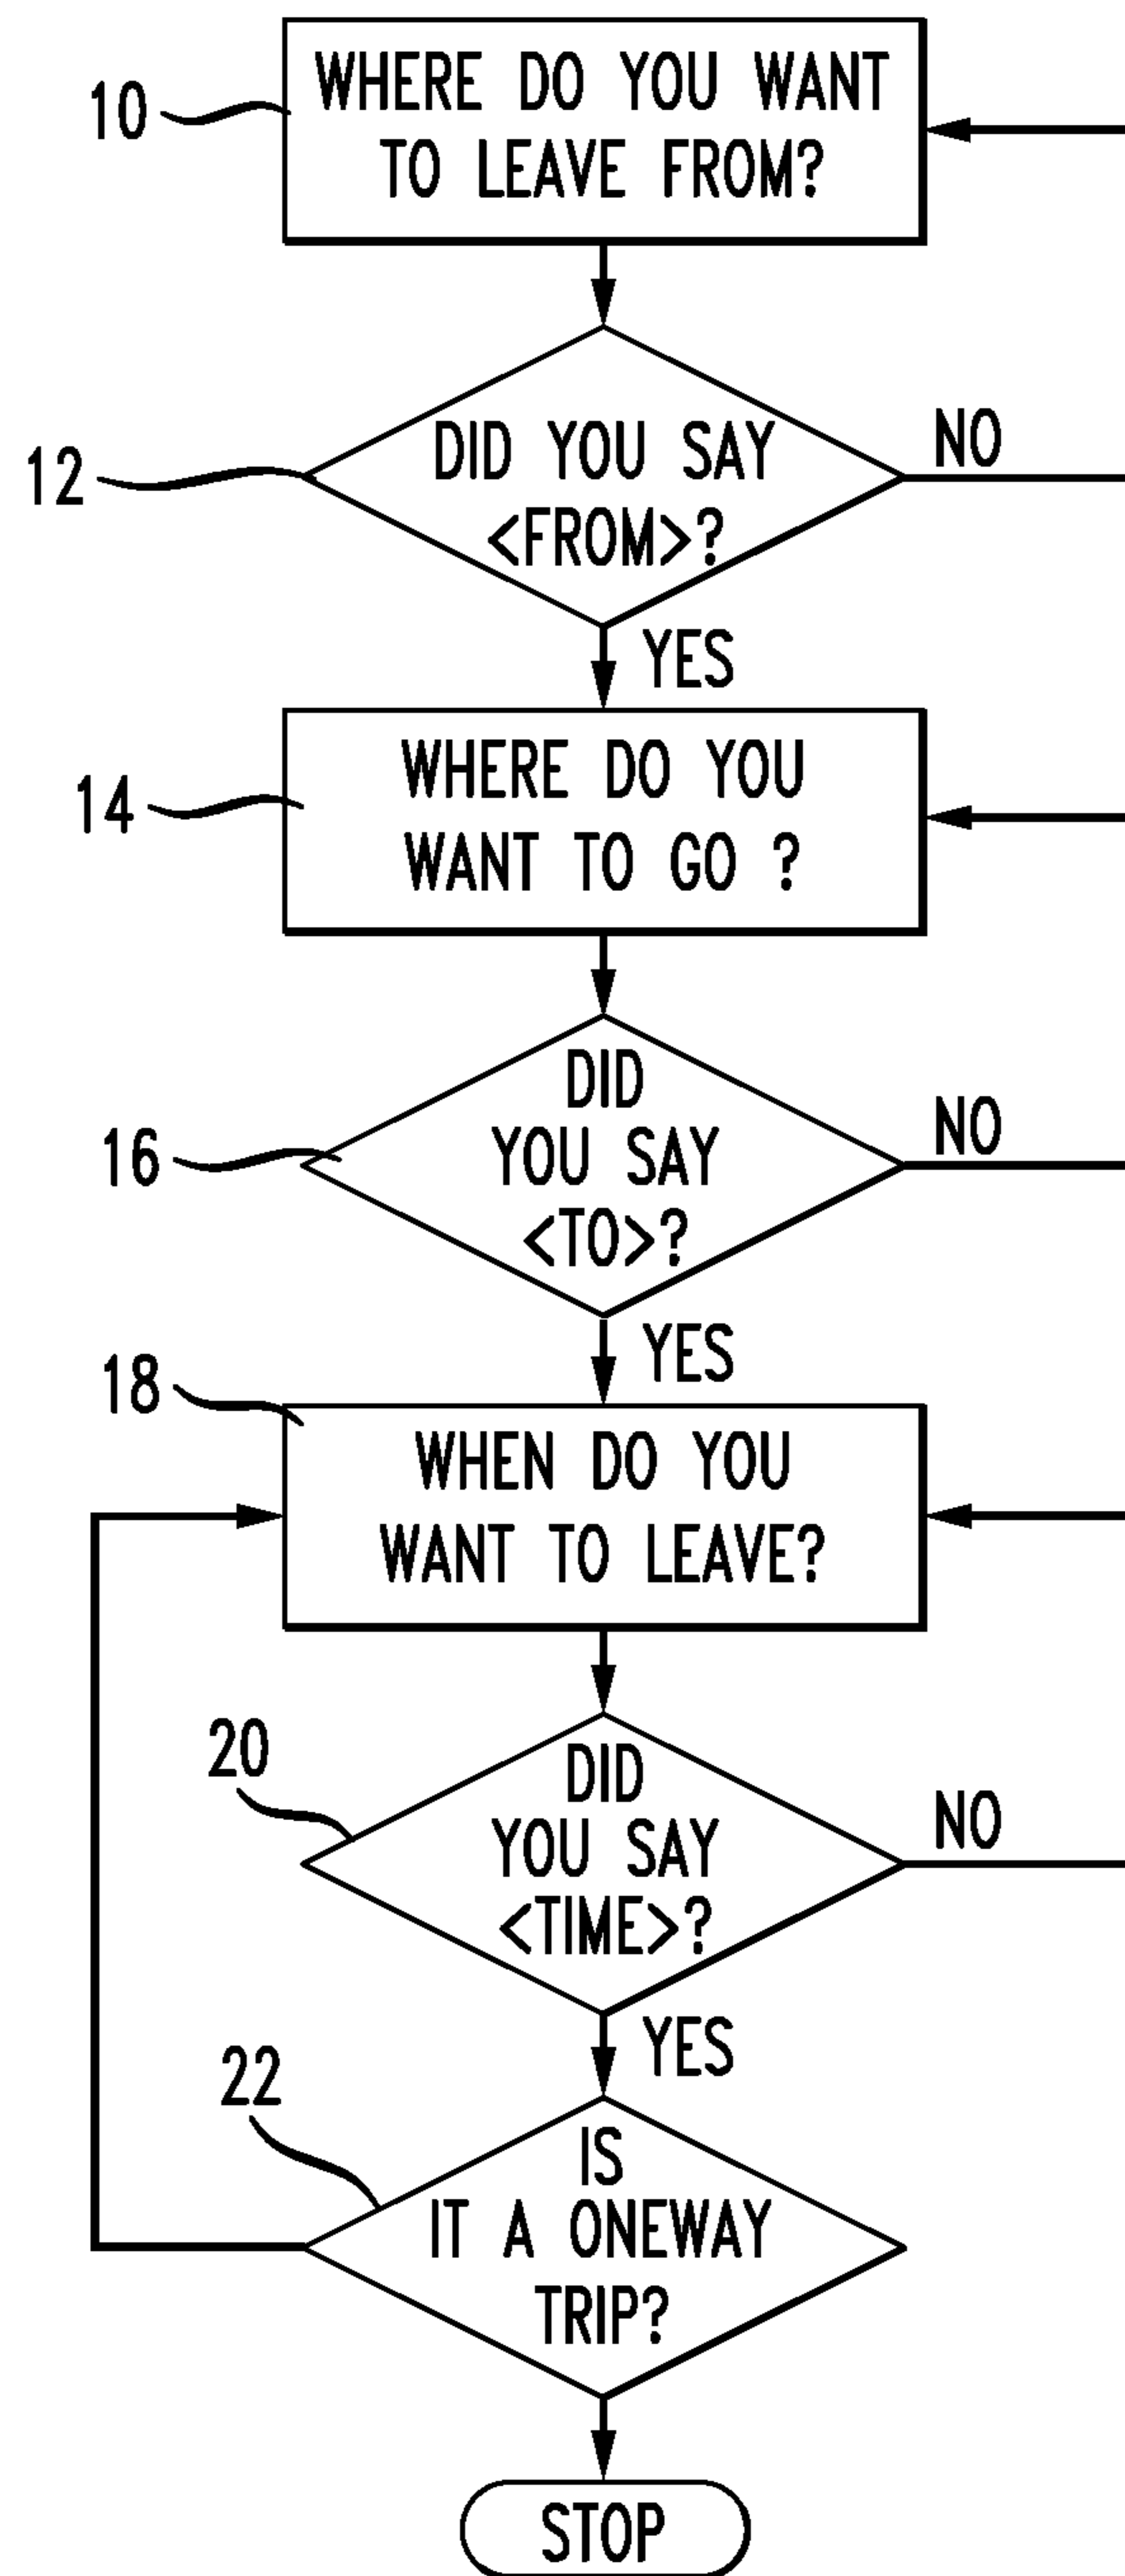 10
WHERE DO YOU WANT
TO LEAVE FROM?
12
DID YOU SAY
<FROM>?
NO
YES
14
WHERE DO YOU
WANT TO GO ?
16
DID
YOU SAY
<TO>?
NO
YES
18
WHEN DO YOU
WANT TO LEAVE?
20
DID
YOU SAY
<TIME>?
NO
YES
22
IS
IT A ONEWAY
TRIP?
STOP